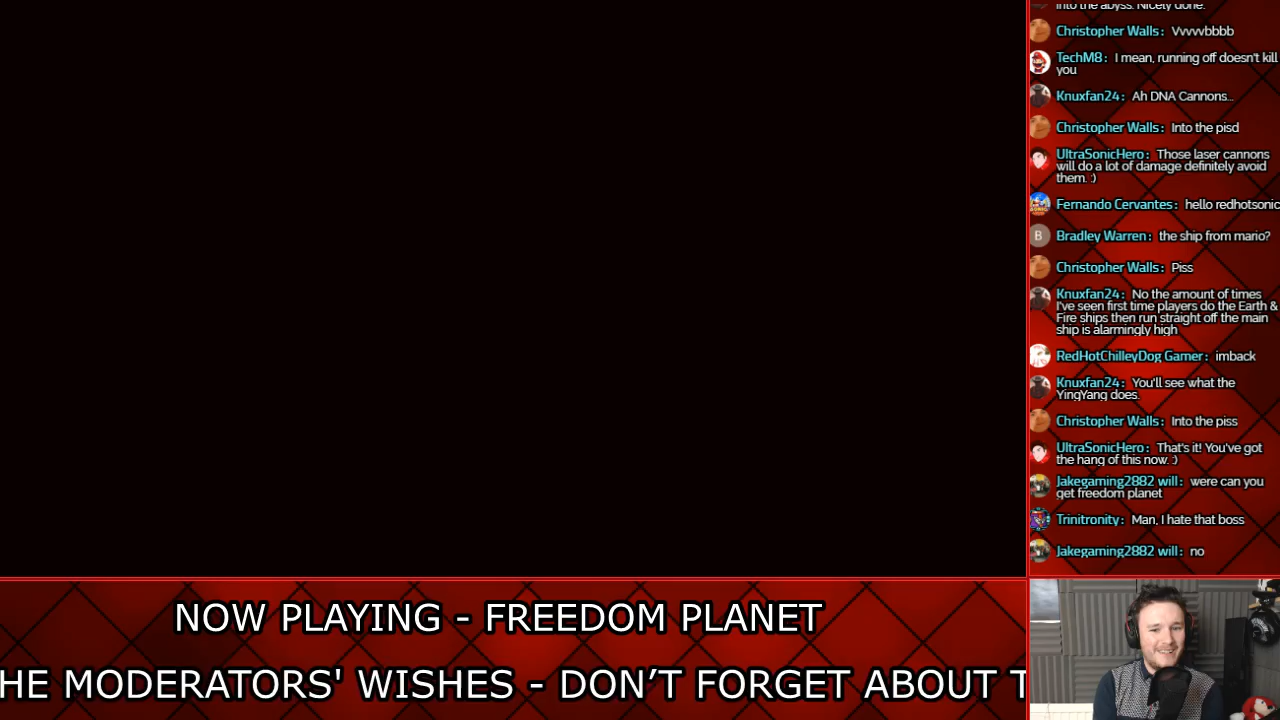 into the abyss. Nicely done.
Christopher Walls: Vvvvvbbbb
TechM8: I mean, running off doesn't kill
you
Knuxfan24: Ah DNA Cannons...
Christopher Walls: Into the pisd
UltraSonicHero: Those laser cannons
will do a lot of damage definitely avoid
them. :)
Fernando Cervantes: hello redhotsonic
B
Bradley Warren: the ship from mario?
Christopher Walls: Piss
Knuxfan24: No the amount of times
I've seen first time players do the Earth &
Fire ships then run straight off the main
ship is alarmingly high
RedHotChilleyDog Gamer: imback
Knuxfan24: You'll see what the
YingYang does.
Christopher Walls: Into the piss
UltraSonicHero: That's it! You've got
the hang of this now. :)
Jakegaming2882 will: were can you
get freedom planet
Trinitronity: Man, I hate that boss
Jakegaming2882 will: no
NOW PLAYING - FREEDOM PLANET
HE MODERATORS' WISHES - DON'T FORGET ABOUT T